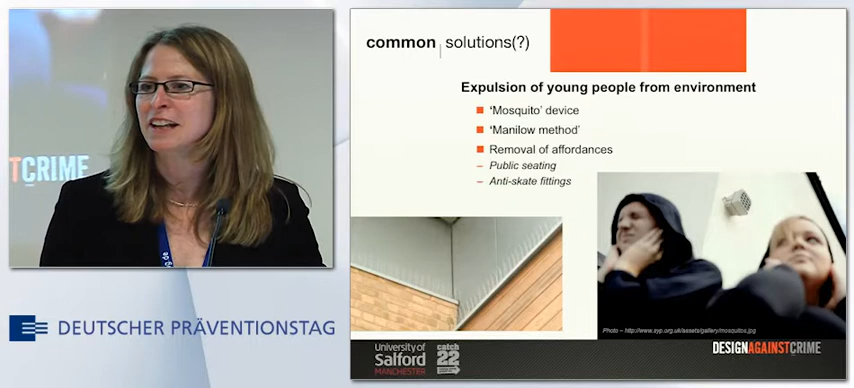 TCRIME
DEUTSCHER PRÄVENTIONSTAG
common solutions(?)
Expulsion of young people from environment
'Mosquito' device
'Manilow method'
Removal of affordances
– Public seating
– Anti-skate fittings
Photo – http://www.syp.org.uk/assets/gallery/mosquitos.jpg
University of
Salford
MANCHESTER
catch
22
DESIGNAGAINSTCRIME